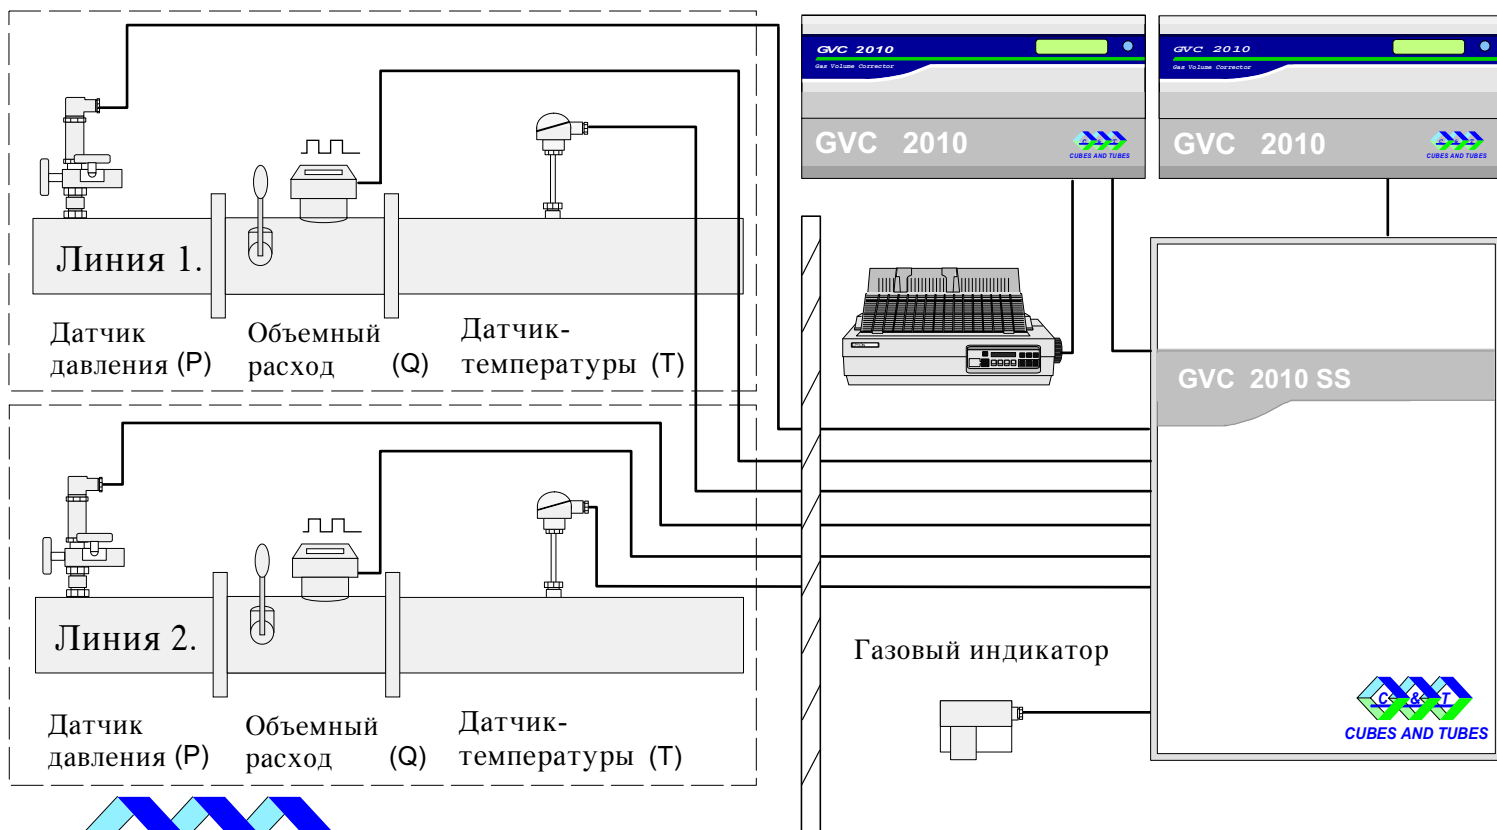 GVC 2010
Gas Volume Corrector
GVC 2010
CUBES AND TUBES
GVC 2010
Gas Volume Corrector
GVC 2010
CUBES AND TUBES
Линия 1.
Датчик давления (P)
Объемный расход (Q)
Датчик- температуры (T)
GVC 2010 SS
Линия 2.
Датчик давления (P)
Объемный расход (Q)
Датчик- температуры (T)
Газовый индикатор
C & T
CUBES AND TUBES